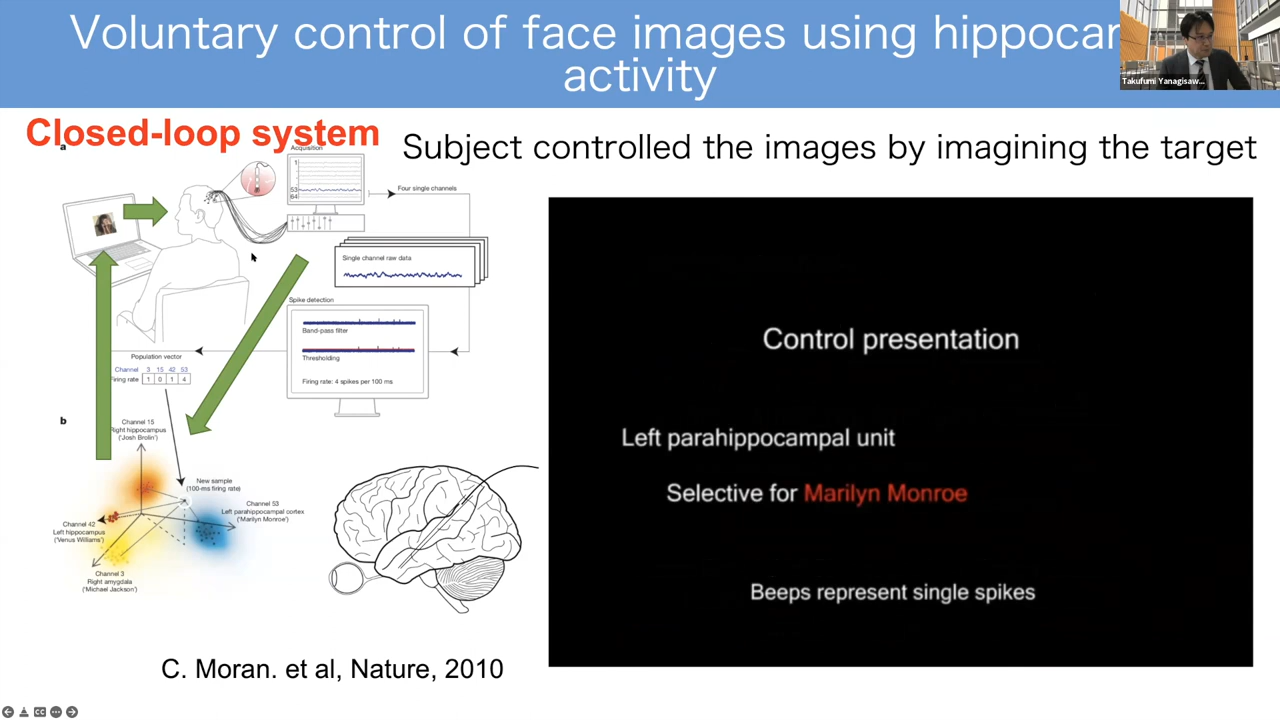 Voluntary control of face images using hippocam
activity
Takufumi Yanagisaw...
Closed-loop system
Subject controlled the images by imagining the target
a
Acquisition
1
53
64
Four single channels
Single channel raw data
Spike detection
Band-pass filter
Thresholding
Firing rate: 4 spikes per 100 ms
Population vector
Channel 3 15 42 53
Firing rate 1 0 1 4
b
Channel 15
Right hippocampus
('Josh Brolin')
New sample
(100-ms firing rate)
Channel 53
Left parahippocampal cortex
('Marilyn Monroe')
Channel 42
Left hippocampus
('Venus Williams')
Channel 3
Right amygdala
('Michael Jackson')
Control presentation
Left parahippocampal unit
Selective for Marilyn Monroe
Beeps represent single spikes
C. Moran. et al, Nature, 2010
CC